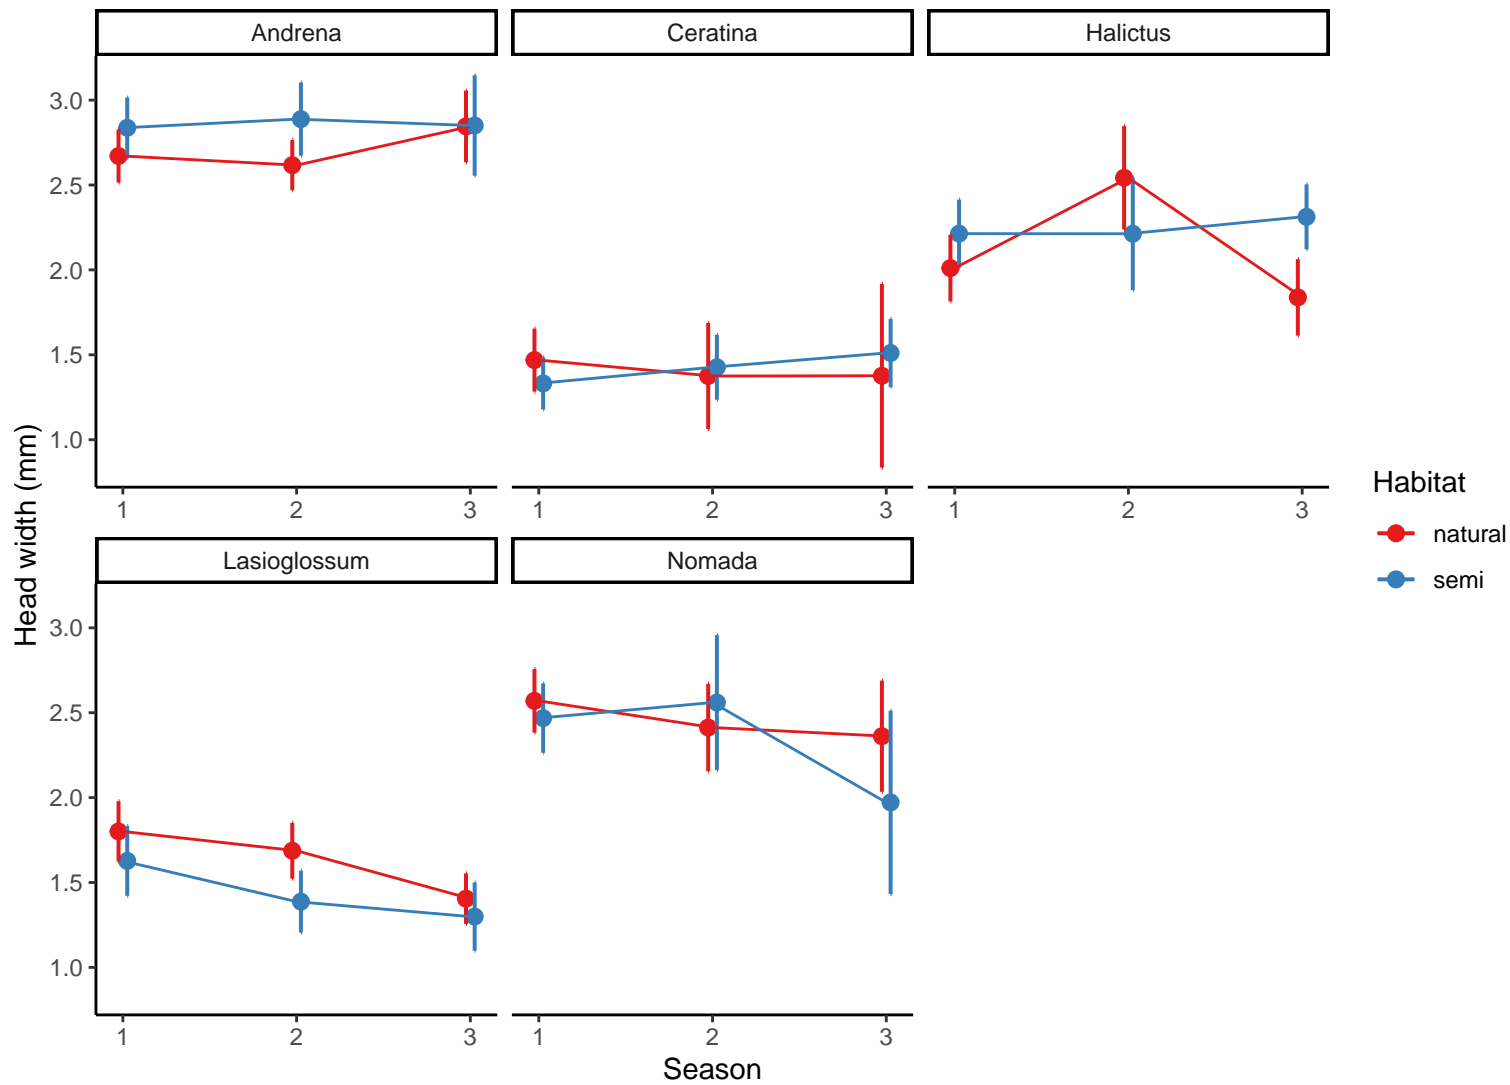 Andrena Ceratina Halictus
3.0
2.5
2.0
1.5
1.0
1 2 3 1 2 3 1 2 3
Head width (mm)
Habitat
natural
semi
Lasioglossum Nomada
3.0
2.5
2.0
1.5
1.0
1 2 3 1 2 3
Season